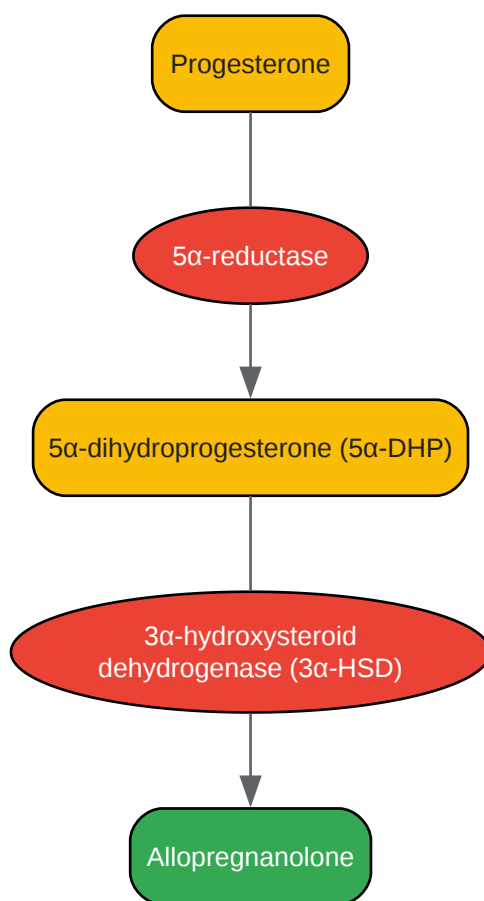 Progesterone
5α-reductase
5α-dihydroprogesterone (5α-DHP)
3α-hydroxysteroid
dehydrogenase (3α-HSD)
Allopregnanolone